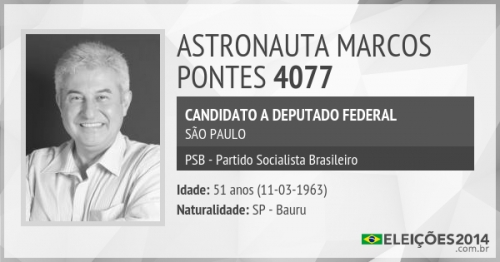 ASTRONAUTA MARCOS
PONTES 4077
CANDIDATO A DEPUTADO FEDERAL
SÃO PAULO
PSB - Partido Socialista Brasileiro
Idade: 51 anos (11-03-1963)
Naturalidade: SP - Bauru
ELEIÇÕES2014
.com.br